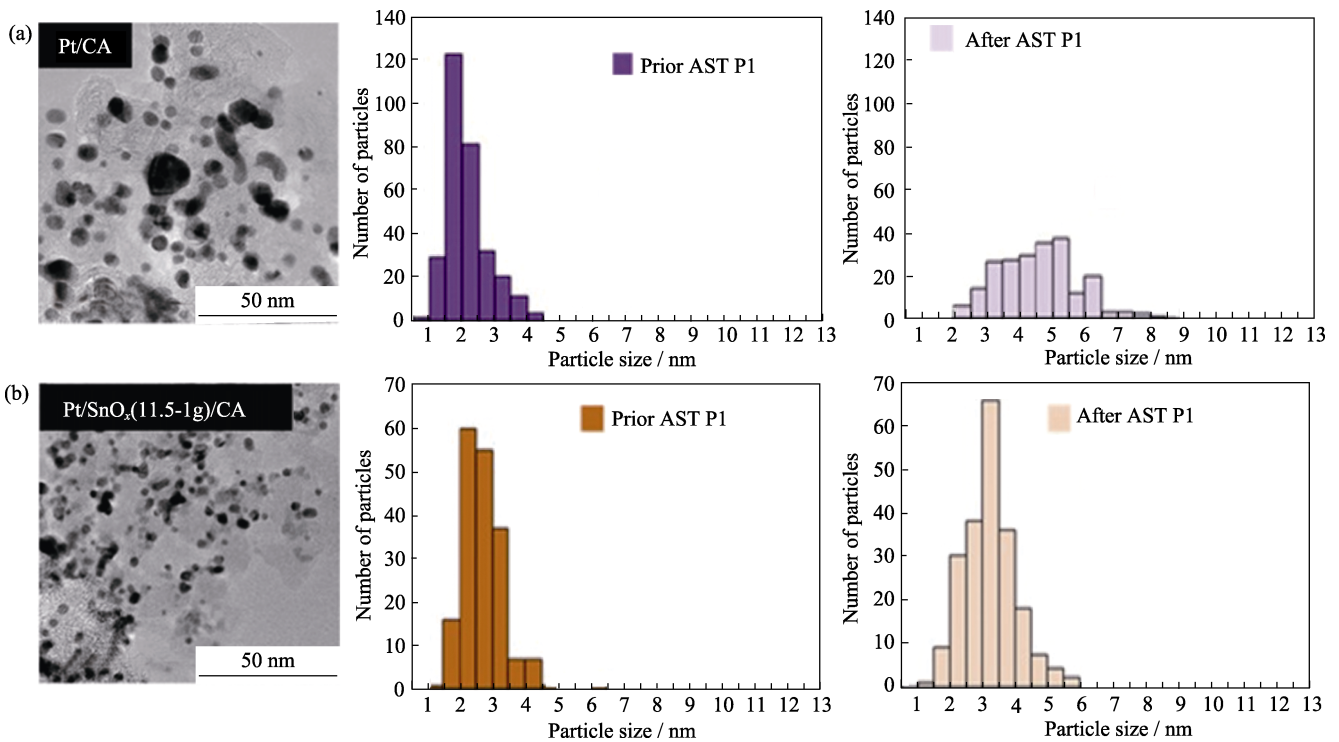 (a)
Pt/CA
50 nm
140
120
100
80
60
40
20
0
Number of particles
Prior AST P1
1 2 3 4 5 6 7 8 9 10 11 12 13
Particle size / nm
140
120
100
80
60
40
20
0
Number of particles
After AST P1
1 2 3 4 5 6 7 8 9 10 11 12 13
Particle size / nm
(b)
Pt/SnOx(11.5-1g)/CA
50 nm
70
60
50
40
30
20
10
0
Number of particles
Prior AST P1
1 2 3 4 5 6 7 8 9 10 11 12 13
Particle size / nm
70
60
50
40
30
20
10
0
Number of particles
After AST P1
1 2 3 4 5 6 7 8 9 10 11 12 13
Particle size / nm